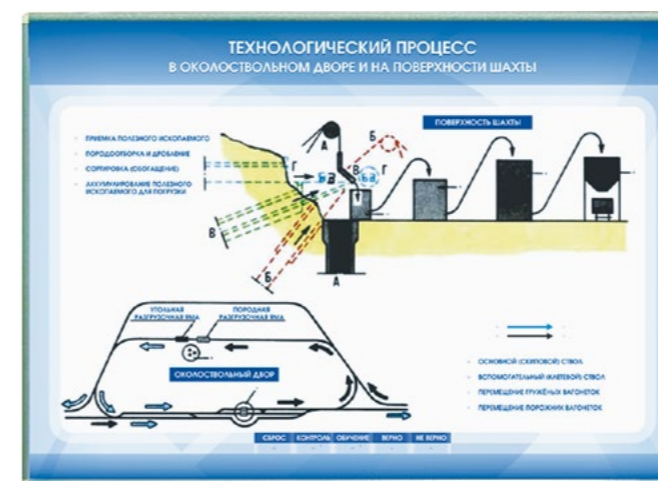 ТЕХНОЛОГИЧЕСКИЙ ПРОЦЕСС
В ОКОЛОСТВОЛЬНОМ ДВОРЕ И НА ПОВЕРХНОСТИ ШАХТЫ
ПРИЕМКА ПОЛЕЗНОГО ИСКОПАЕМОГО
ПОРОДООТБОРКА И ДРОБЛЕНИЕ
СОРТИРОВКА (ОБОГАЩЕНИЕ)
АККУМУЛИРОВАНИЕ ПОЛЕЗНОГО
ИСКОПАЕМОГО ДЛЯ ПОГРУЗКИ
ПОВЕРХНОСТЬ ШАХТЫ
А
Б
Г
В
Г
В
Б
А
УГОЛЬНАЯ
РАЗГРУЗОЧНАЯ ЯМА
ПОРОДНАЯ
РАЗГРУЗОЧНАЯ ЯМА
ОКОЛОСТВОЛЬНЫЙ ДВОР
ОСНОВНОЙ (СКИПОВОЙ) СТВОЛ
ВСПОМОГАТЕЛЬНЫЙ (КЛЕТЕВОЙ) СТВОЛ
ПЕРЕМЕЩЕНИЕ ГРУЖЁНЫХ ВАГОНЕТОК
ПЕРЕМЕЩЕНИЕ ПОРОЖНИХ ВАГОНЕТОК
СБРОС КОНТРОЛЬ ОБУЧЕНИЕ ВЕРНО НЕ ВЕРНО